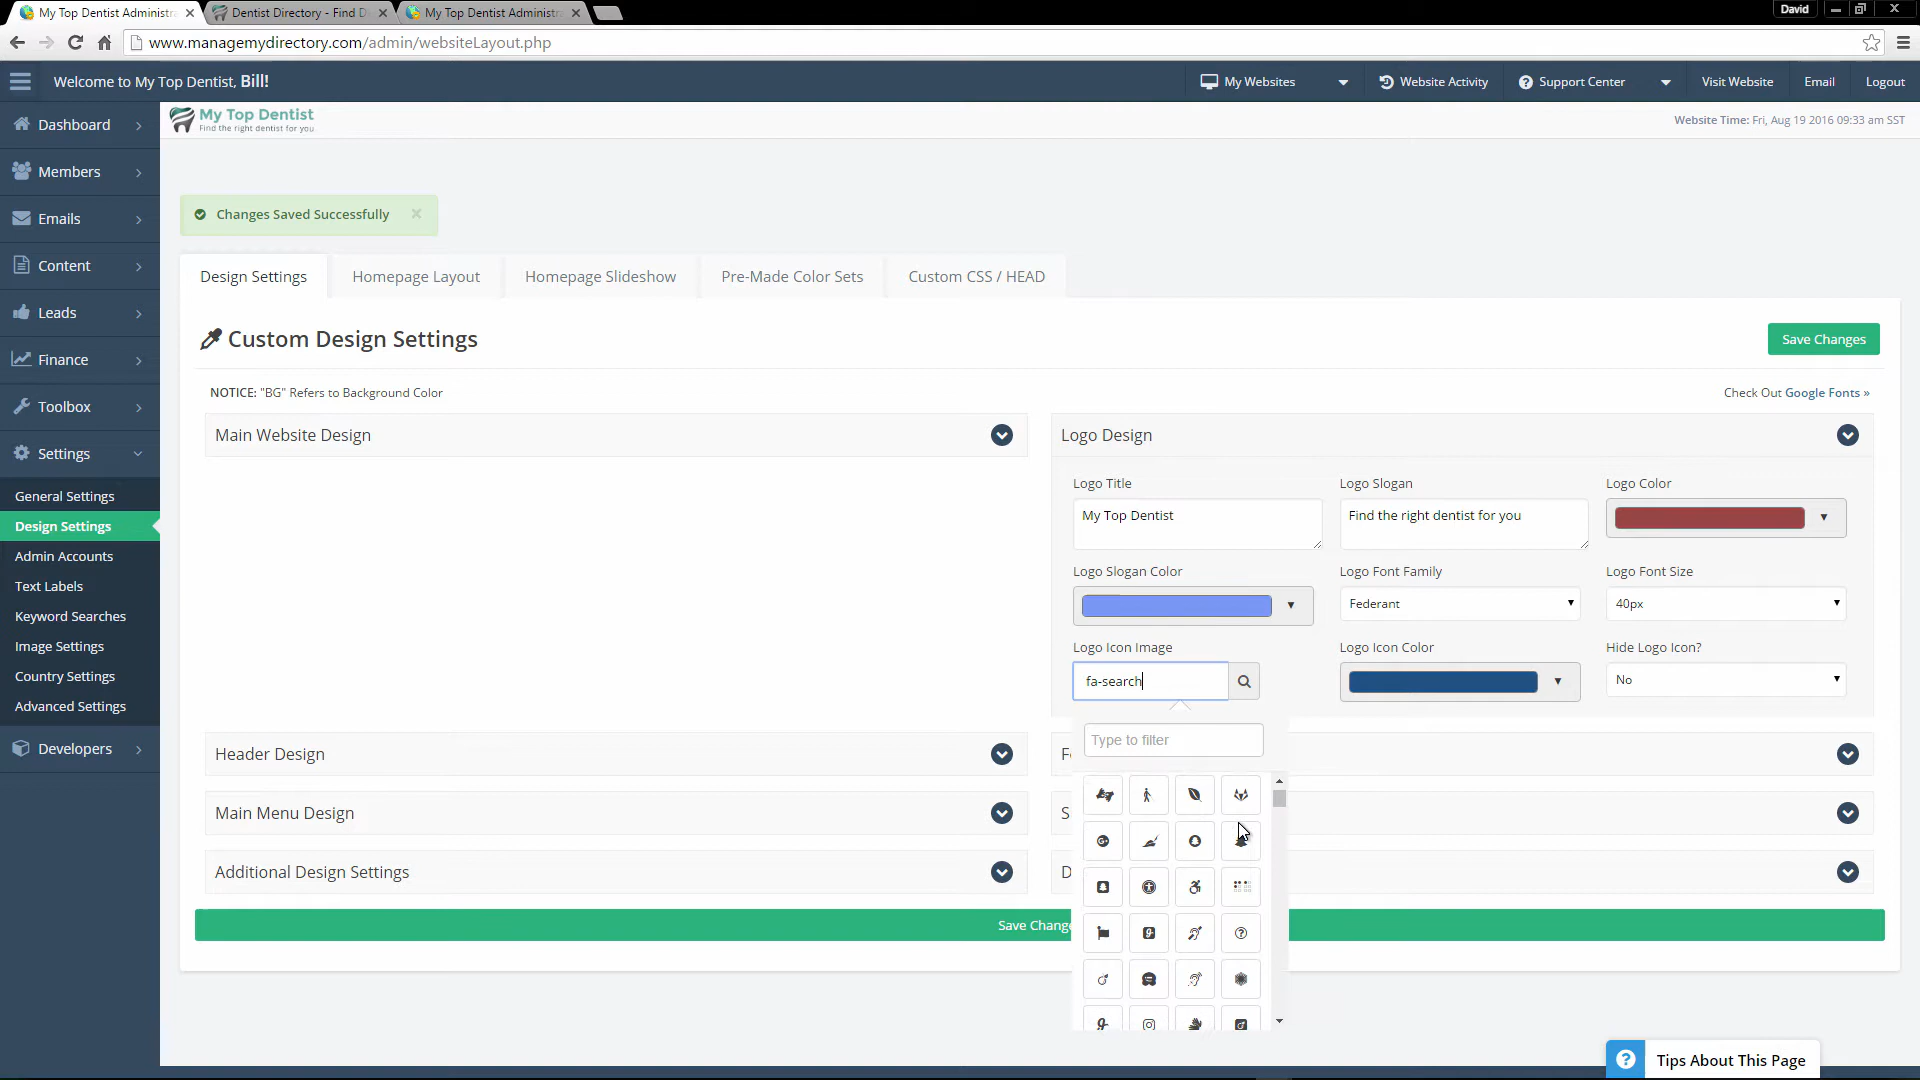 My Top Dentist Administra
Dentist Directory - Find D
My Top Dentist Administra
David
www.managemydirectory.com/admin/websiteLayout.php
Welcome to My Top Dentist, Bill!
My Websites
Website Activity
Support Center
Visit Website
Email
Logout
My Top Dentist
Find the right dentist for you
Website Time: Fri, Aug 19 2016 09:33 am SST
Dashboard
Members
Emails
Content
Leads
Finance
Toolbox
Settings
General Settings
Design Settings
Admin Accounts
Text Labels
Keyword Searches
Image Settings
Country Settings
Advanced Settings
Developers
Changes Saved Successfully
Design Settings
Homepage Layout
Homepage Slideshow
Pre-Made Color Sets
Custom CSS / HEAD
Custom Design Settings
Save Changes
NOTICE: "BG" Refers to Background Color
Check Out Google Fonts »
Main Website Design
Logo Design
Logo Title
Logo Slogan
Logo Color
My Top Dentist
Find the right dentist for you
Logo Slogan Color
Logo Font Family
Logo Font Size
Federant
40px
Logo Icon Image
Logo Icon Color
Hide Logo Icon?
fa-search
No
Type to filter
Header Design
Main Menu Design
Additional Design Settings
Save Change
Tips About This Page